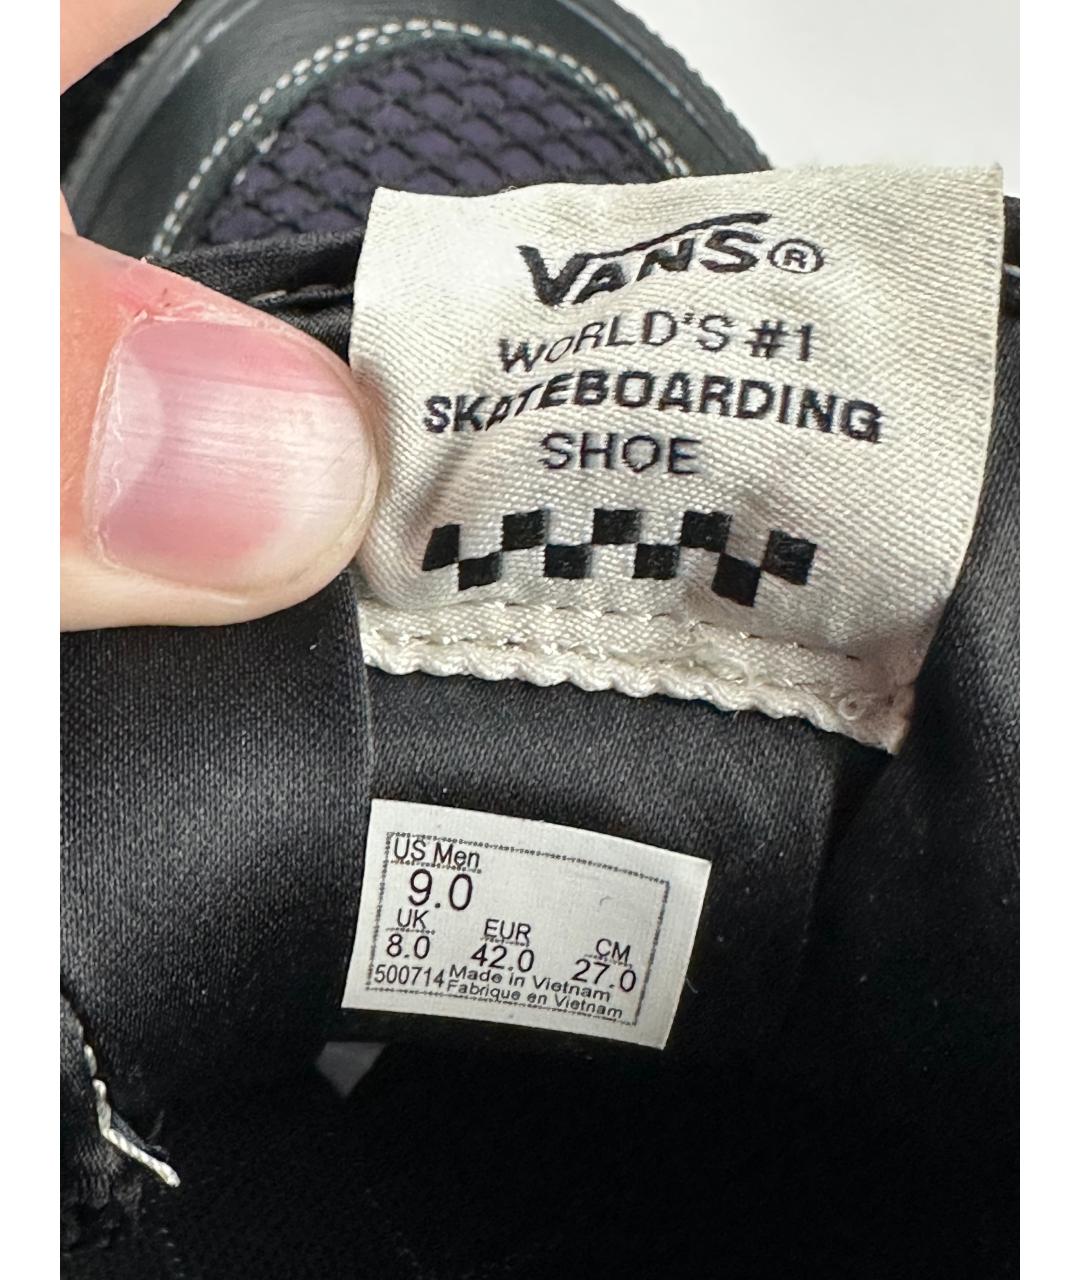 VANS®
WORLD'S #1
SKATEBOARDING
SHOE
US Men
9.0
UK EUR CM
8.0 42.0 27.0
500714 Made in Vietnam
Fabrique en Vietnam